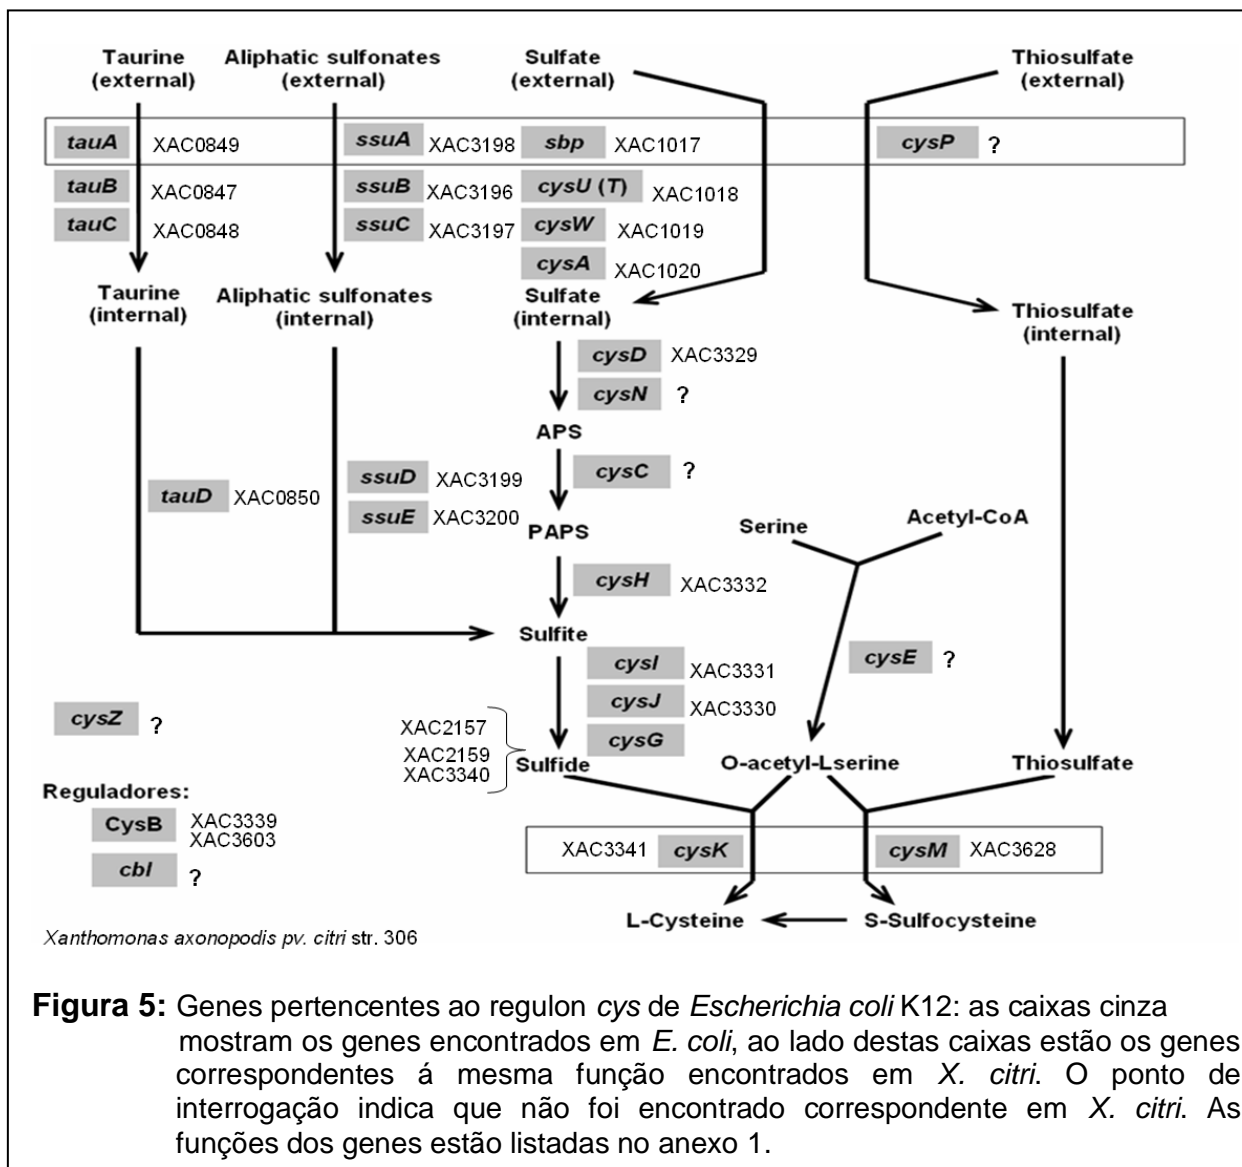 Taurine Aliphatic sulfonates Sulfate Thiosulfate
(external) (external) (external) (external)
tauA XAC0849 ssuA XAC3198 sbp XAC1017 cysP ?
tauB XAC0847 ssuB XAC3196 cysU (T) XAC1018
tauC XAC0848 ssuC XAC3197 cysW XAC1019
cysA XAC1020
Taurine Aliphatic sulfonates Sulfate Thiosulfate
(internal) (internal) (internal) (internal)
cysD XAC3329
cysN ?
APS
tauD XAC0850 ssuD XAC3199 cysC ?
ssuE XAC3200 PAPS Serine Acetyl-CoA
cysH XAC3332
Sulfite
cysI XAC3331 cysE ?
cysZ ? XAC2157 cysJ XAC3330
XAC2159 cysG
XAC3340 Sulfide O-acetyl-Lserine Thiosulfate
Reguladores:
CysB XAC3339
XAC3603
XAC3341 cysK cysM XAC3628
cbl ?
L-Cysteine S-Sulfocysteine
Xanthomonas axonopodis pv. citri str. 306
Figura 5: Genes pertencentes ao regulon cys de Escherichia coli K12: as caixas cinza
mostram os genes encontrados em E. coli, ao lado destas caixas estão os genes
correspondentes á mesma função encontrados em X. citri. O ponto de
interrogação indica que não foi encontrado correspondente em X. citri. As
funções dos genes estão listadas no anexo 1.